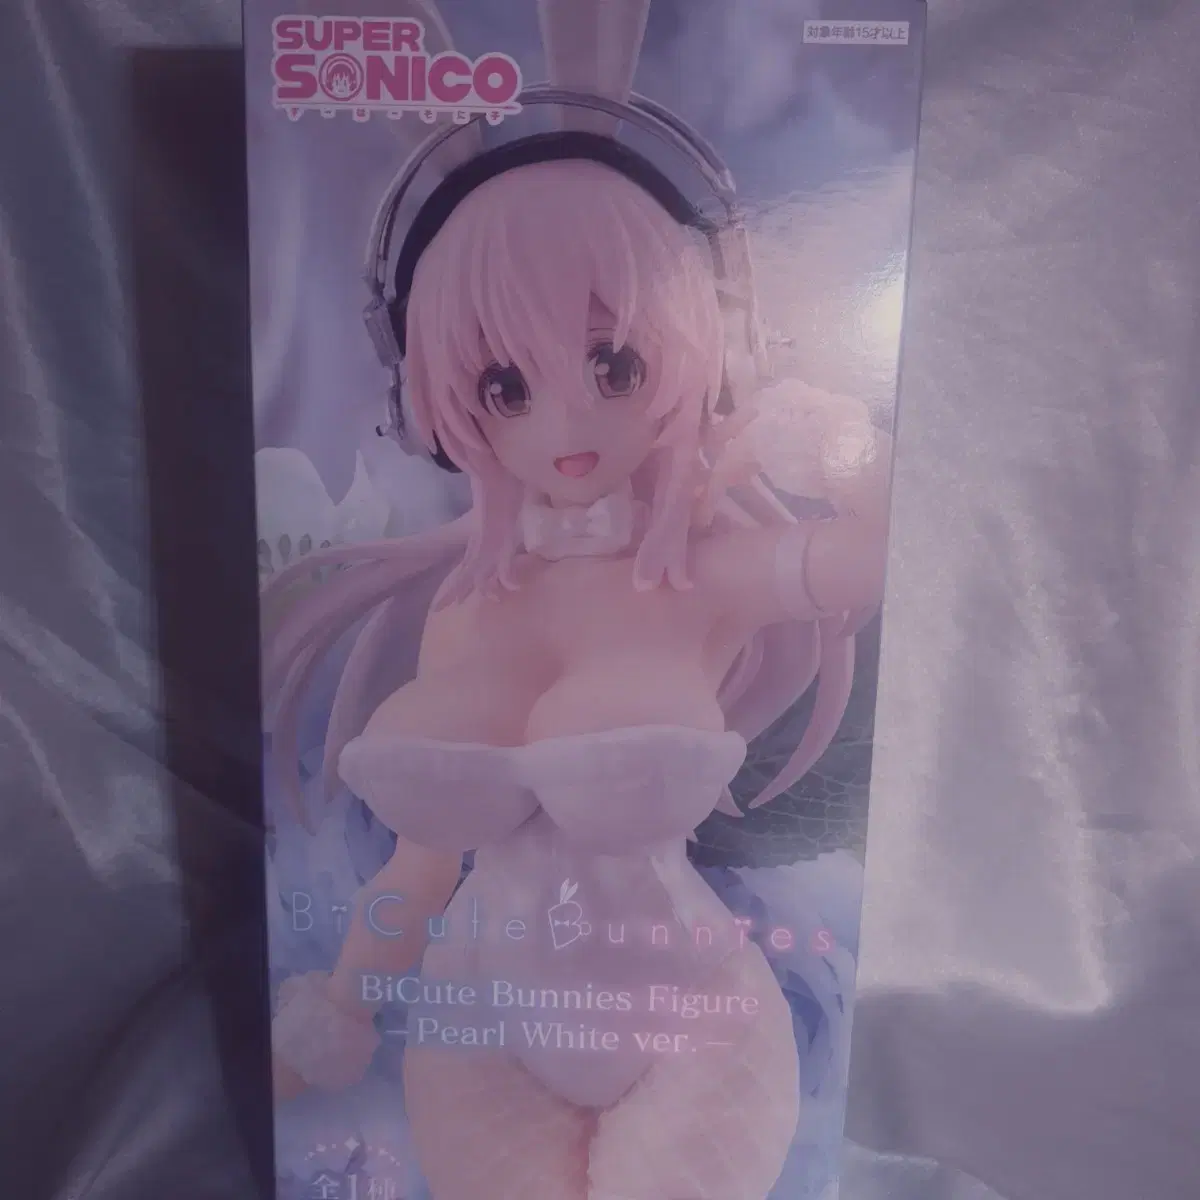 SUPER
SONICO
すーぱーそに子
対象年齢15才以上
BiCute Bunnies
BiCute Bunnies Figure
-Pearl White ver.-
全1種